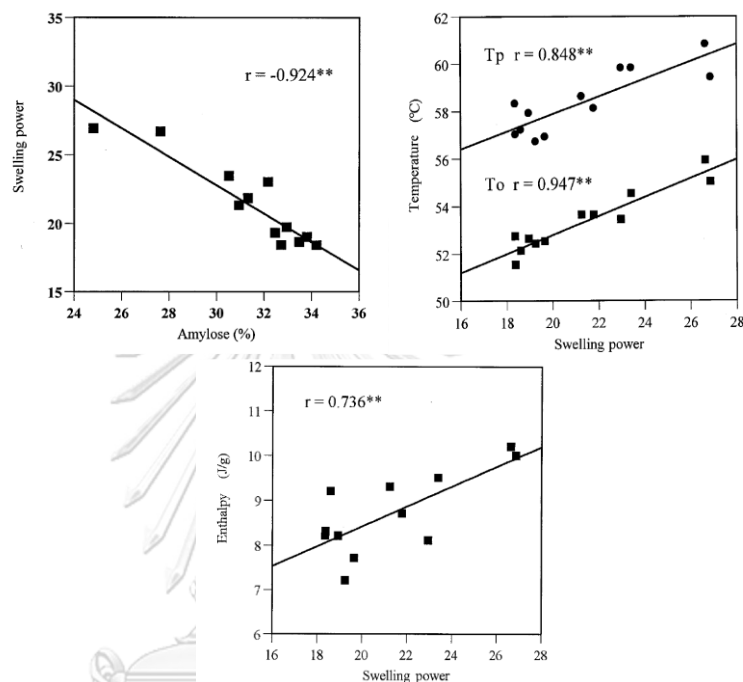 35
30
25
20
15
Swelling power
r = -0.924**
24 26 28 30 32 34 36
Amylose (%)
62
60
58
56
54
52
50
Temperature (℃)
Tp r = 0.848**
To r = 0.947**
16 18 20 22 24 26 28
Swelling power
12
11
10
9
8
7
6
Enthalpy (J/g)
r = 0.736**
16 18 20 22 24 26 28
Swelling power